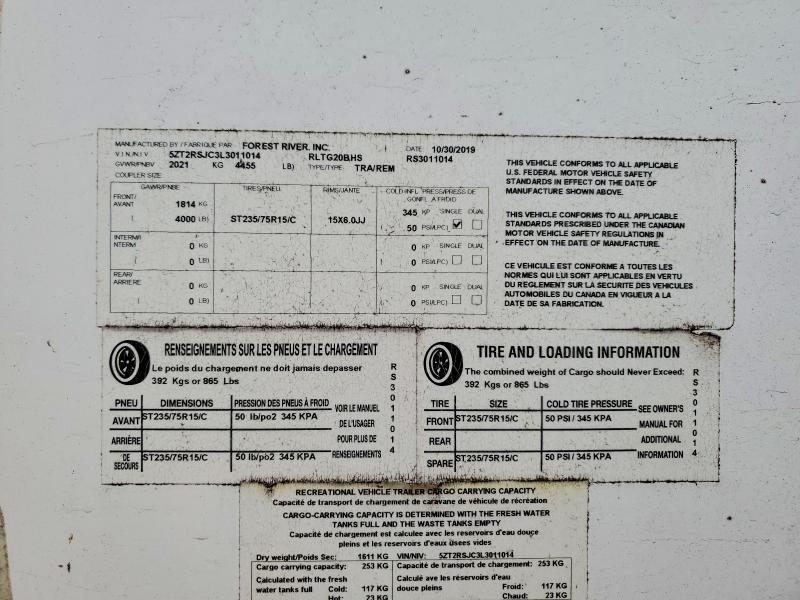 MANUFACTURED BY / FABRIQUE PAR FOREST RIVER, INC. DATE 10/30/2019
V.I.N./N.I.V 5ZT2RSJC3L3011014 RLTG20BHS RS3011014
GVWR/PNBV 2021 KG 4455 LB) TYPE/TYPE TRA/REM
COUPLER SIZE
GAWR/PNBE TIRES/PNEU RIMS/JANTE COLD INFL. PRESS/PRESS DE GONFL. A FROID
FRONT/ AVANT 1814 KG 345 KP SINGLE DUAL
( 4000 LB) ST235/75R15/C 15X6.0JJ 50 PSI/LPC)
INTERM/I NTERM 0 KG 0 KP SINGLE DUAL
( 0 LB) ( 0 PSI/LPC)
REAR/ ARRIERE 0 KG 0 KP SINGLE DUAL
( 0 LB) ( 0 PSI/LPC)
THIS VEHICLE CONFORMS TO ALL APPLICABLE
U.S. FEDERAL MOTOR VEHICLE SAFETY
STANDARDS IN EFFECT ON THE DATE OF
MANUFACTURE SHOWN ABOVE.
THIS VEHICLE CONFORMS TO ALL APPLICABLE
STANDARDS PRESCRIBED UNDER THE CANADIAN
MOTOR VEHICLE SAFETY REGULATIONS IN
EFFECT ON THE DATE OF MANUFACTURE.
CE VEHICULE EST CONFORME A TOUTES LES
NORMES QUI LUI SONT APPLICABLES EN VERTU
DU REGLEMENT SUR LA SECURITE DES VEHICULES
AUTOMOBILES DU CANADA EN VIGUEUR A LA
DATE DE SA FABRICATION.
RENSEIGNEMENTS SUR LES PNEUS ET LE CHARGEMENT
Le poids du chargement ne doit jamais depasser
392 Kgs or 865 Lbs
PNEU DIMENSIONS PRESSION DES PNEUS À FROID
AVANT ST235/75R15/C 50 lb/po2 345 KPA
ARRIÈRE
DE SECOURS ST235/75R15/C 50 lb/po2 345 KPA
VOIR LE MANUEL
DE L'USAGER
POUR PLUS DE
RENSEIGNEMENTS
RS3011014
TIRE AND LOADING INFORMATION
The combined weight of Cargo should Never Exceed:
392 Kgs or 865 Lbs
TIRE SIZE COLD TIRE PRESSURE
FRONT ST235/75R15/C 50 PSI / 345 KPA
REAR
SPARE ST235/75R15/C 50 PSI / 345 KPA
SEE OWNER'S
MANUAL FOR
ADDITIONAL
INFORMATION
RS3011014
RECREATIONAL VEHICLE TRAILER CARGO CARRYING CAPACITY
Capacité de transport de chargement de caravane de véhicule de récréation
CARGO-CARRYING CAPACITY IS DETERMINED WITH THE FRESH WATER
TANKS FULL AND THE WASTE TANKS EMPTY
Capacité de chargement est calculee avec les reservoirs d'eau douce
pleins et les reservoirs d'eaux usees vides
Dry weight/Poids Sec: 1611 KG VIN/NIV: 5ZT2RSJC3L3011014
Cargo carrying capacity: 253 KG Capacite de transport de chargement: 253 KG
Calculated with the fresh Calculé ave les réservoirs d'eau
water tanks full Cold: 117 KG douce pleins Froid: 117 KG
Hot: 23 KG Chaud: 23 KG